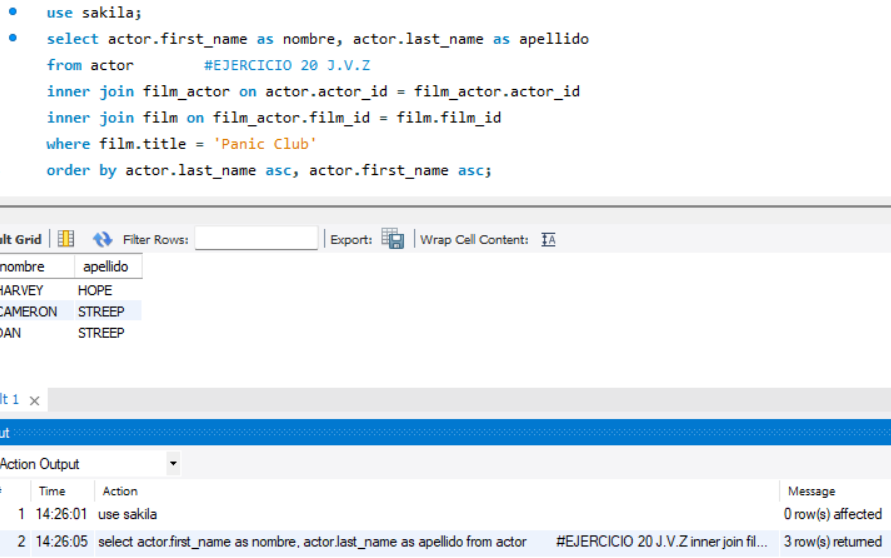 use sakila;
select actor.first_name as nombre, actor.last_name as apellido
from actor #EJERCICIO 20 J.V.Z
inner join film_actor on actor.actor_id = film_actor.actor_id
inner join film on film_actor.film_id = film.film_id
where film.title = 'Panic Club'
order by actor.last_name asc, actor.first_name asc;
ult Grid Filter Rows: Export: Wrap Cell Content: IA
nombre apellido
HARVEY HOPE
CAMERON STREEP
DAN STREEP
lt 1 ×
ut
Action Output
# Time Action Message
1 14:26:01 use sakila 0 row(s) affected
2 14:26:05 select actor.first_name as nombre, actor.last_name as apellido from actor #EJERCICIO 20 J.V.Z inner join fil... 3 row(s) returned